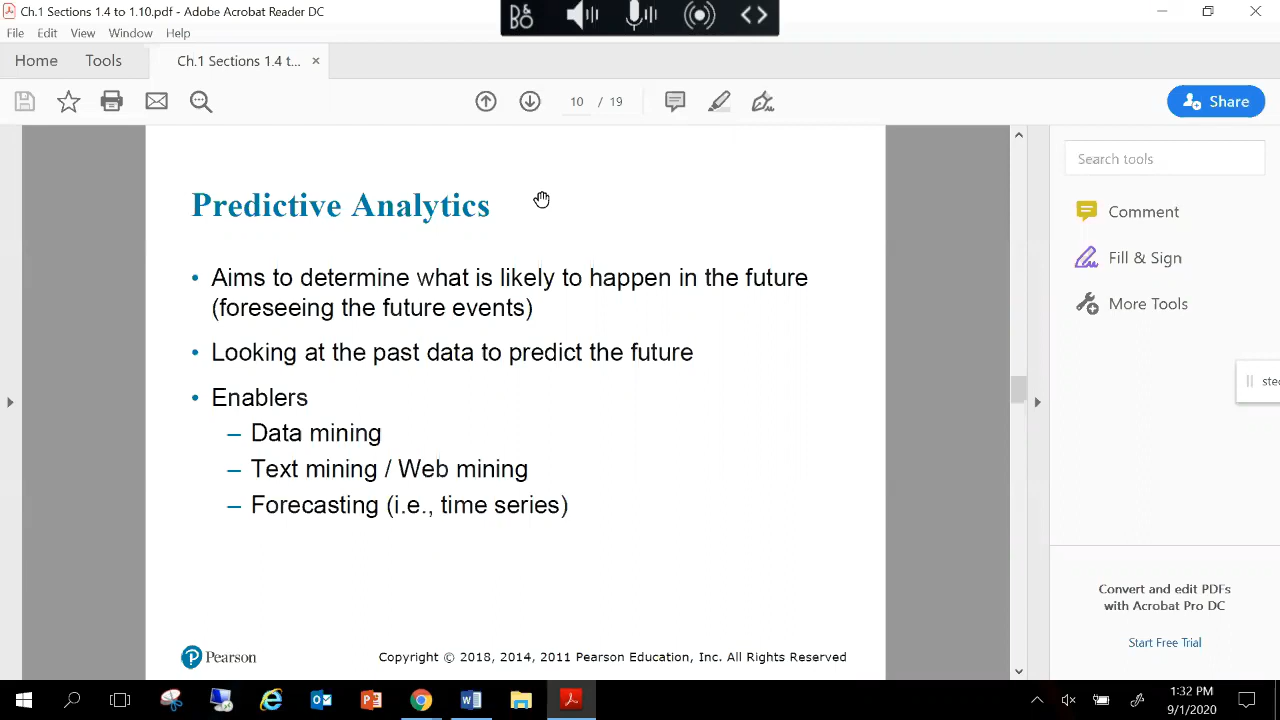 Ch.1 Sections 1.4 to 1.10.pdf - Adobe Acrobat Reader DC
File Edit View Window Help
Home Tools Ch.1 Sections 1.4 t... ×
10 / 19
Share
Search tools
Comment
Fill & Sign
More Tools
Predictive Analytics
• Aims to determine what is likely to happen in the future
(foreseeing the future events)
• Looking at the past data to predict the future
• Enablers
– Data mining
– Text mining / Web mining
– Forecasting (i.e., time series)
Pearson
Copyright © 2018, 2014, 2011 Pearson Education, Inc. All Rights Reserved
Convert and edit PDFs
with Acrobat Pro DC
Start Free Trial
1:32 PM
9/1/2020